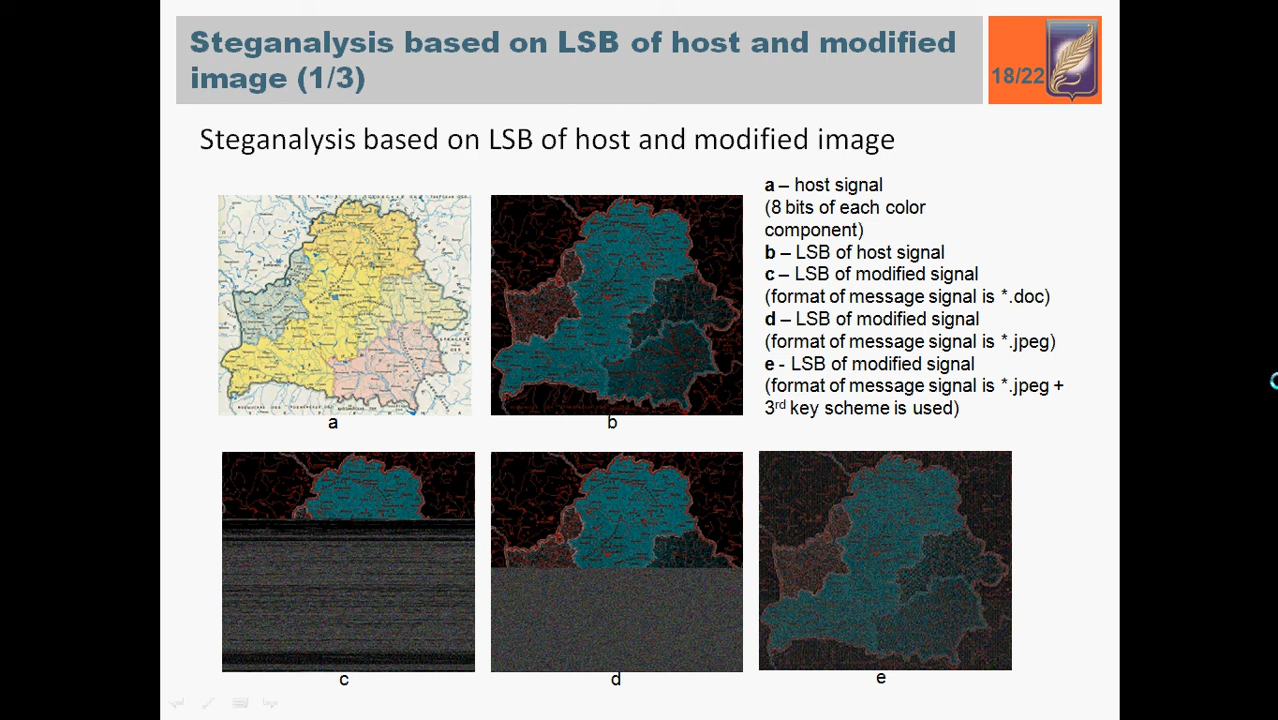 Steganalysis based on LSB of host and modified
image (1/3)
18/22
Steganalysis based on LSB of host and modified image
a – host signal
(8 bits of each color
component)
b – LSB of host signal
c – LSB of modified signal
(format of message signal is *.doc)
d – LSB of modified signal
(format of message signal is *.jpeg)
e - LSB of modified signal
(format of message signal is *.jpeg +
3rd key scheme is used)
a
b
c
d
e